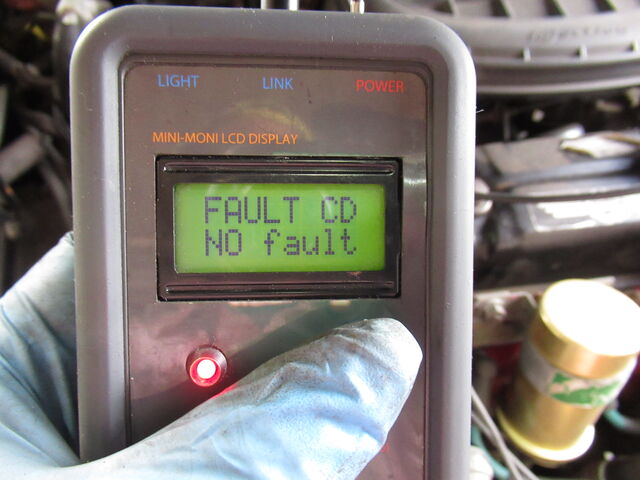 LIGHT LINK POWER
MINI-MONI LCD DISPLAY
FAULT CD
NO fault